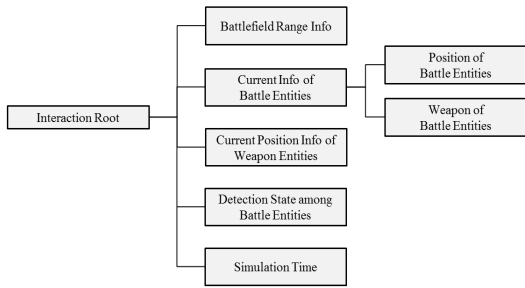 Interaction Root
Battlefield Range Info
Current Info of
Battle Entities
Position of
Battle Entities
Weapon of
Battle Entities
Current Position Info of
Weapon Entities
Detection State among
Battle Entities
Simulation Time